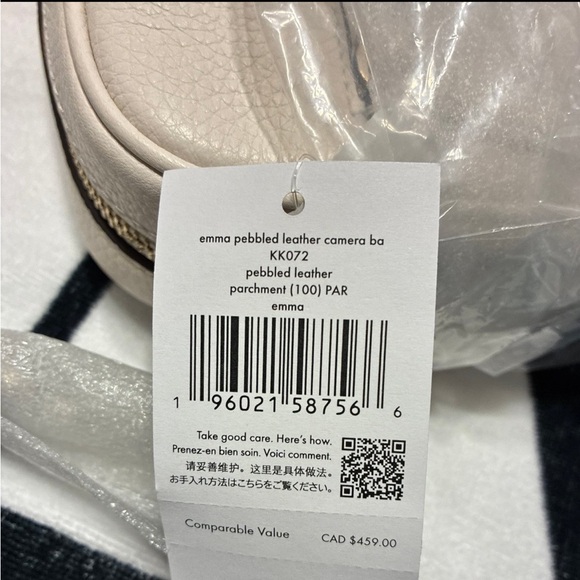 emma pebbled leather camera ba
KK072
pebbled leather
parchment (100) PAR
emma
1 96021 58756 6
Take good care. Here's how.
Prenez-en bien soin. Voici comment.
请妥善维护。这里是具体做法。
お手入れ方法はこちらをご覧ください。
Comparable Value CAD $459.00